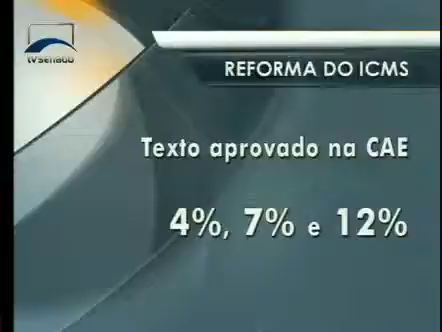 tvsenado
REFORMA DO ICMS
Texto aprovado na CAE
4%, 7% e 12%